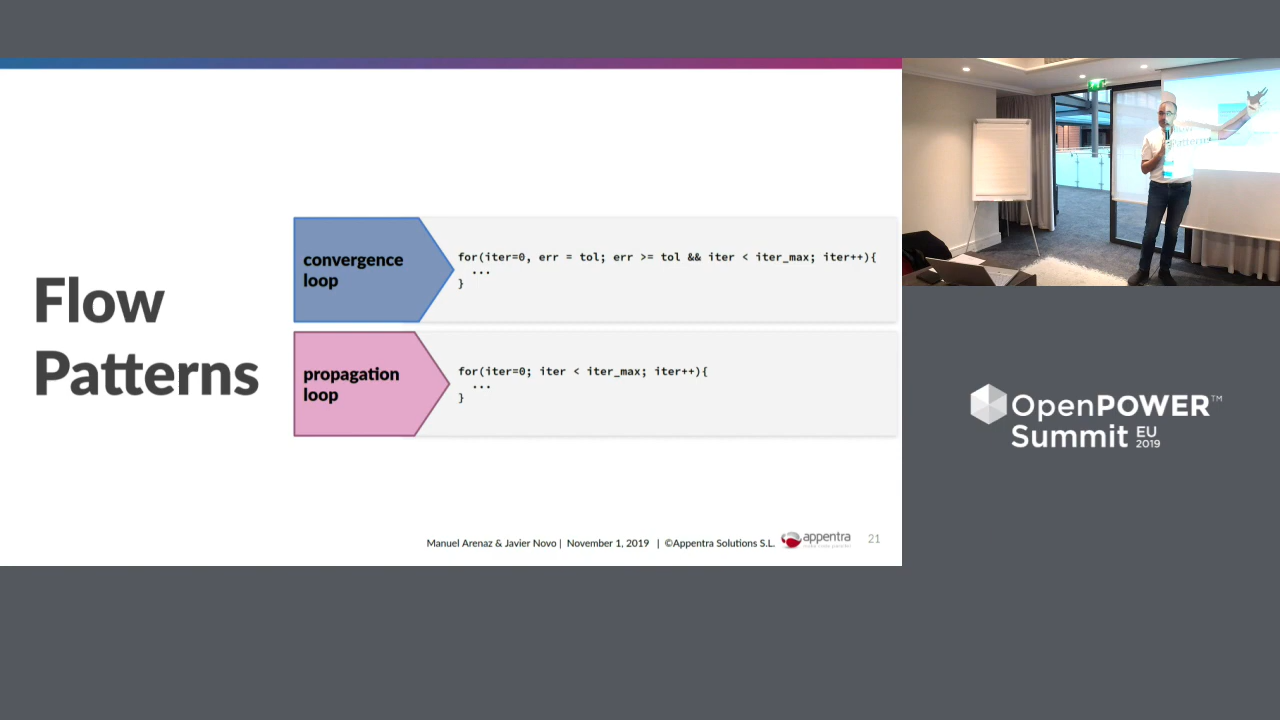 Flow
Patterns
convergence
loop
for(iter=0, err = tol; err >= tol && iter < iter_max; iter++){
...
}
propagation
loop
for(iter=0; iter < iter_max; iter++){
...
}
Manuel Arenaz & Javier Novo | November 1, 2019 | ©Appentra Solutions S.L.
appentra
21
OpenPOWER™
Summit EU
2019